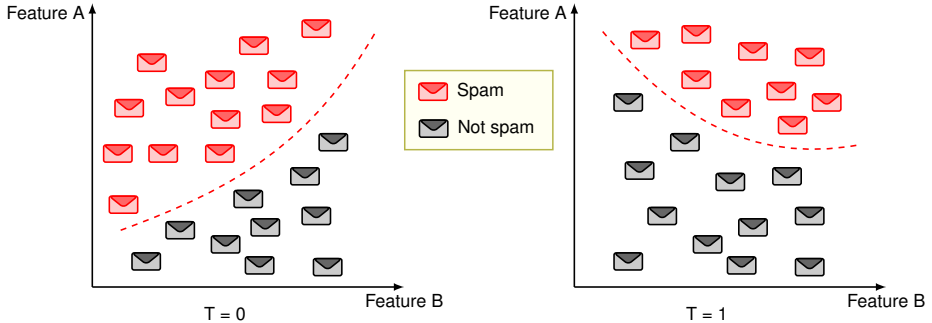 Feature A
Feature B
T = 0
Spam
Not spam
Feature A
Feature B
T = 1